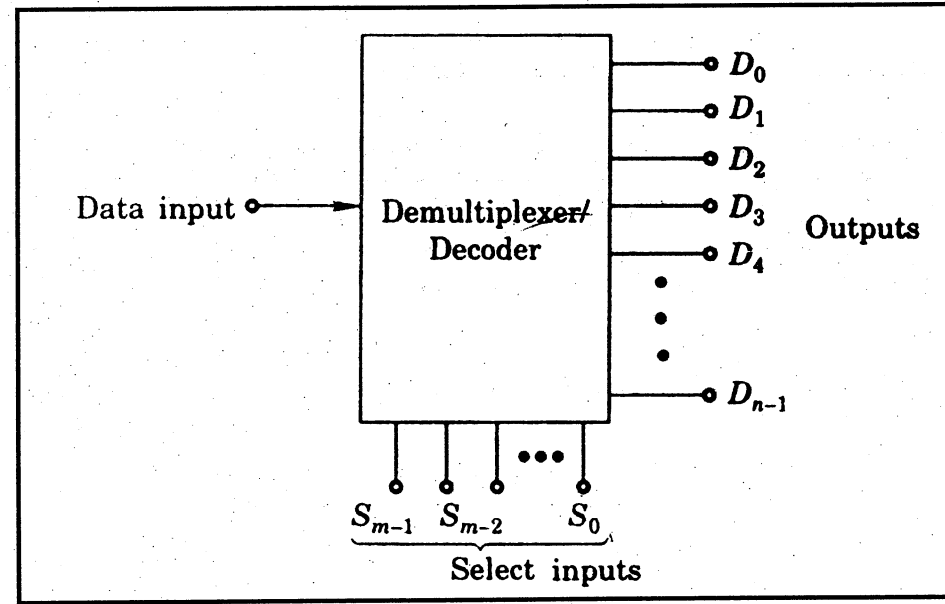 D₀
D₁
D₂
Data input
Demultiplexer/
D₃
Outputs
Decoder
D₄
Dₙ₋₁
Sₘ₋₁ Sₘ₋₂ S₀
Select inputs